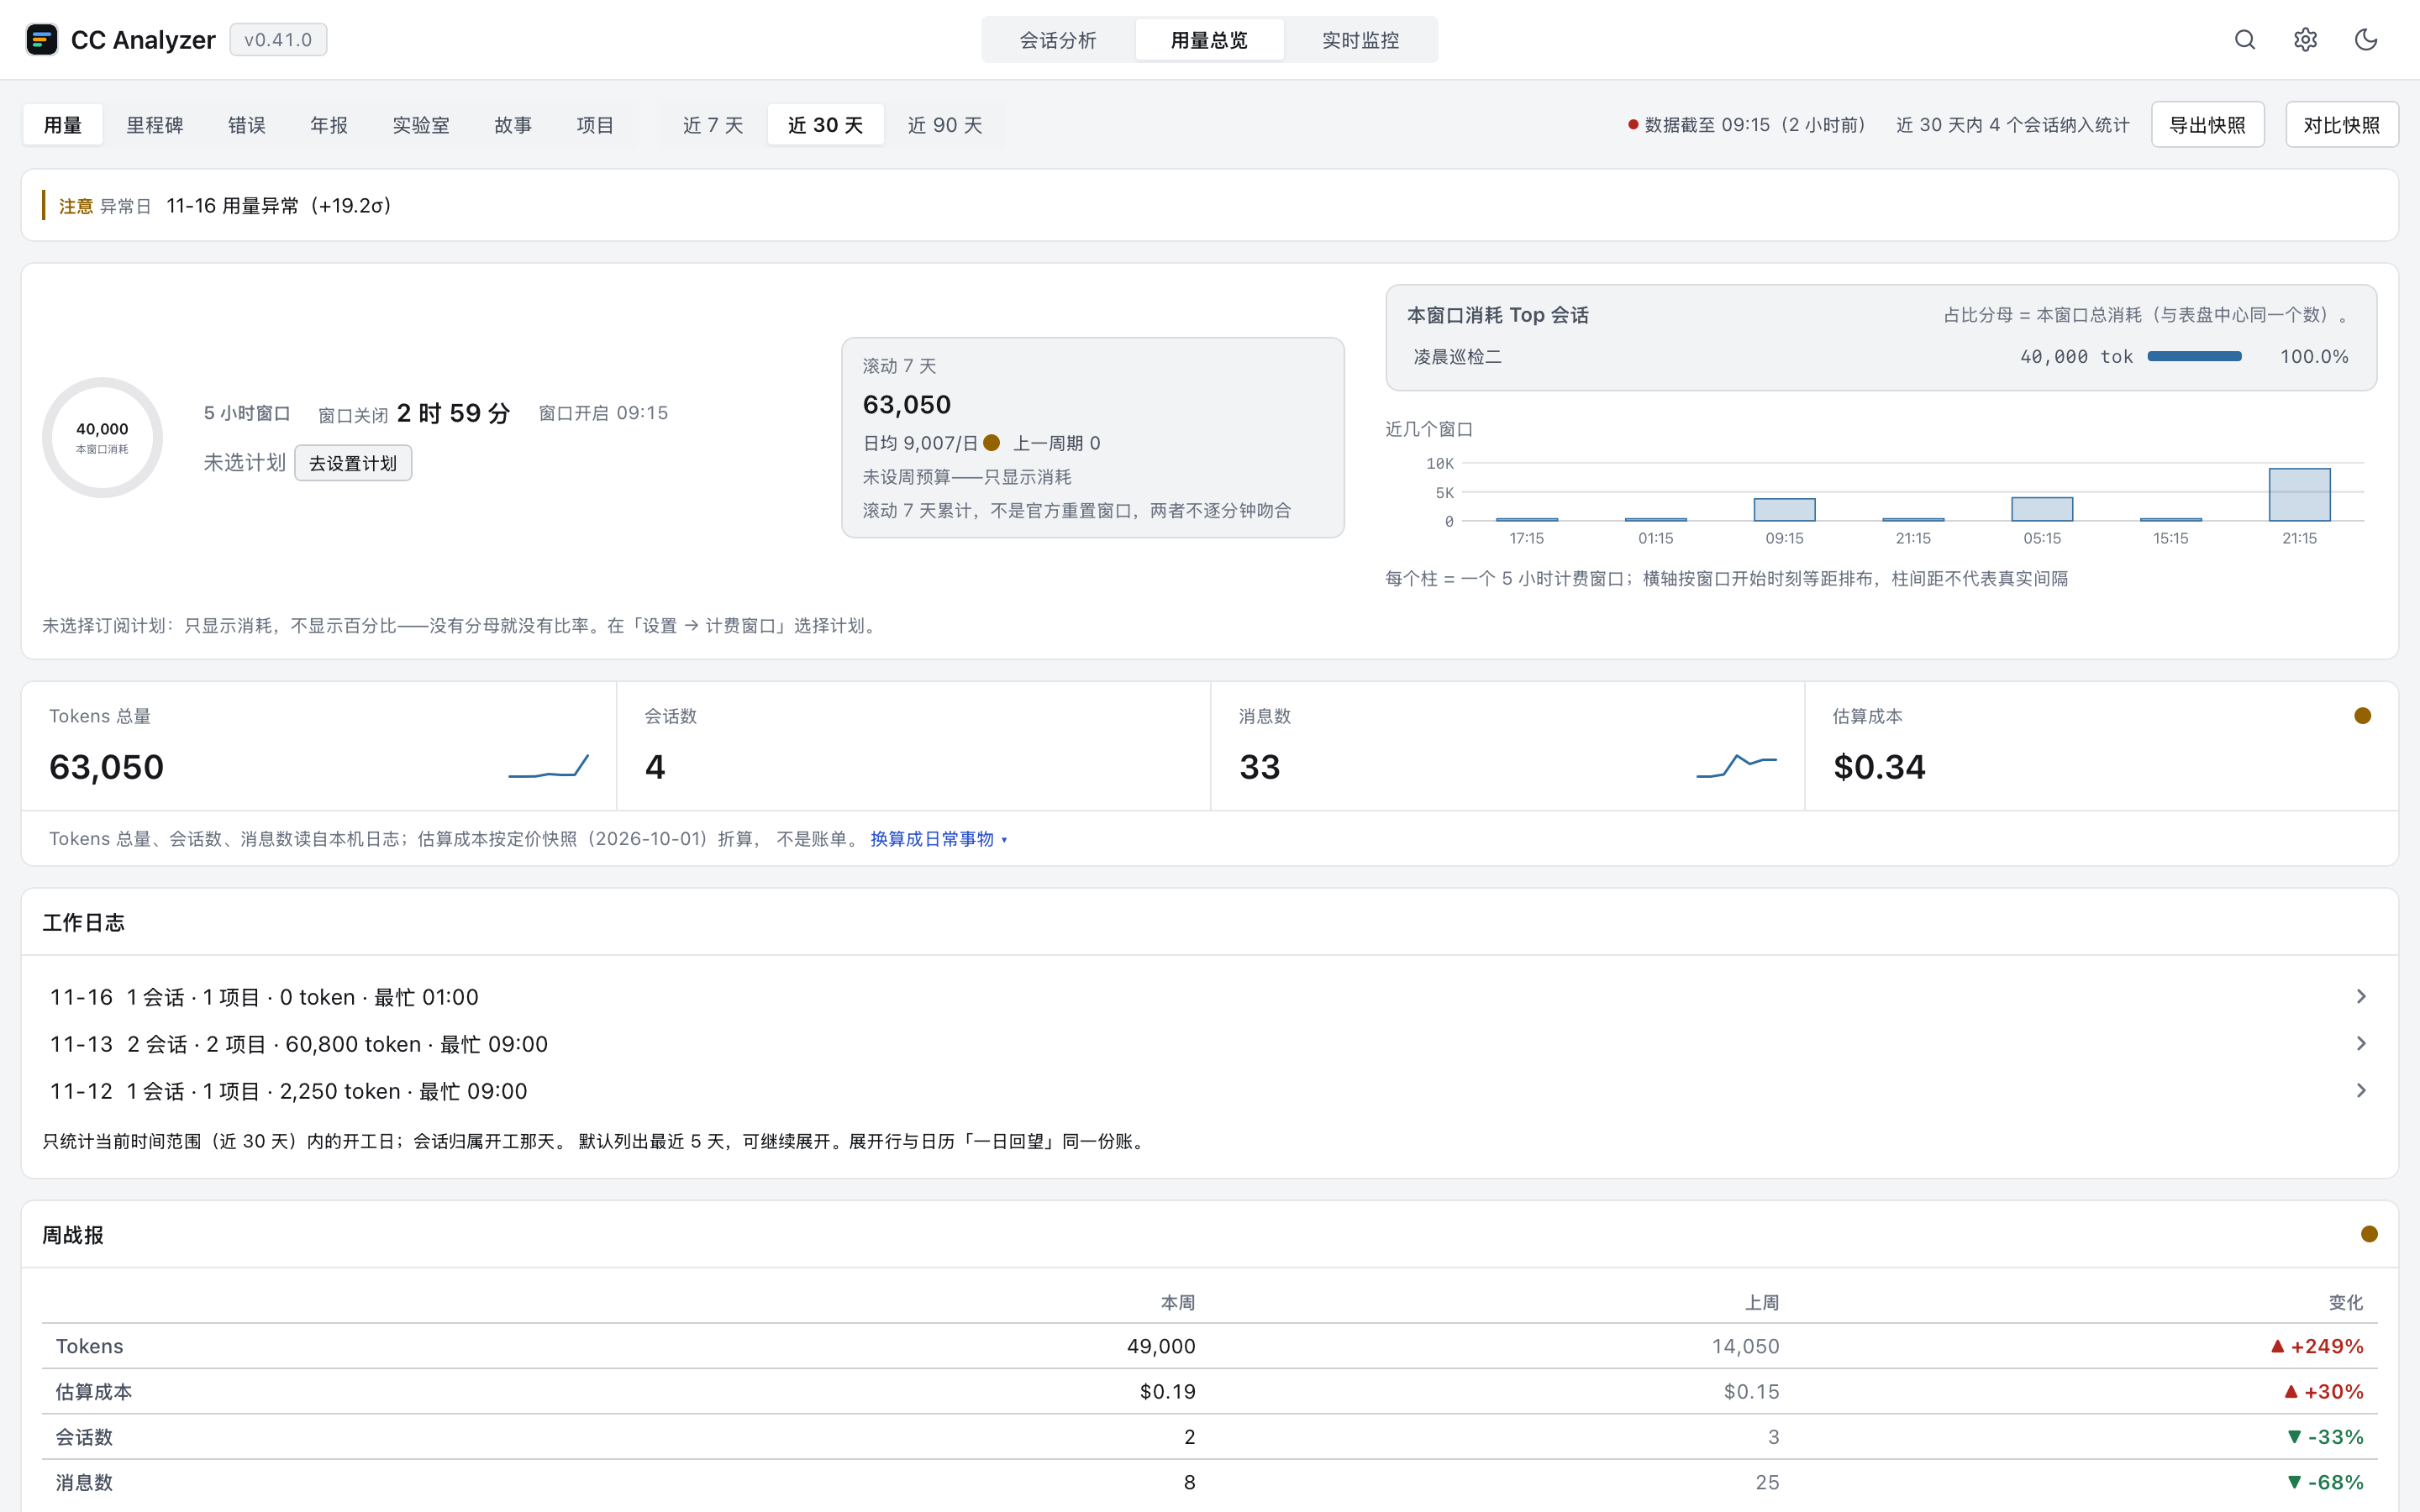 CC Analyzer v0.41.0
会话分析 用量总览 实时监控
用量 里程碑 错误 年报 实验室 故事 项目 近 7 天 近 30 天 近 90 天
数据截至 09:15（2 小时前） 近 30 天内 4 个会话纳入统计 导出快照 对比快照
注意 异常日 11-16 用量异常（+19.2σ）
40,000
本窗口消耗
5 小时窗口 窗口关闭 2 时 59 分 窗口开启 09:15
未选计划 去设置计划
滚动 7 天
63,050
日均 9,007/日 上一周期 0
未设周预算——只显示消耗
滚动 7 天累计，不是官方重置窗口，两者不逐分钟吻合
本窗口消耗 Top 会话 占比分母 = 本窗口总消耗（与表盘中心同一个数）。
凌晨巡检二 40,000 tok 100.0%
近几个窗口
10K
5K
0
17:15 01:15 09:15 21:15 05:15 15:15 21:15
每个柱 = 一个 5 小时计费窗口；横轴按窗口开始时刻等距排布，柱间距不代表真实间隔
未选择订阅计划：只显示消耗，不显示百分比——没有分母就没有比率。在「设置 → 计费窗口」选择计划。
Tokens 总量 会话数 消息数 估算成本
63,050 4 33 $0.34
Tokens 总量、会话数、消息数读自本机日志；估算成本按定价快照（2026-10-01）折算， 不是账单。 换算成日常事物 ▾
工作日志
11-16 1 会话 · 1 项目 · 0 token · 最忙 01:00
11-13 2 会话 · 2 项目 · 60,800 token · 最忙 09:00
11-12 1 会话 · 1 项目 · 2,250 token · 最忙 09:00
只统计当前时间范围（近 30 天）内的开工日；会话归属开工那天。 默认列出最近 5 天，可继续展开。展开行与日历「一日回望」同一份账。
周战报
本周 上周 变化
Tokens 49,000 14,050 ▲ +249%
估算成本 $0.19 $0.15 ▲ +30%
会话数 2 3 ▼ -33%
消息数 8 25 ▼ -68%